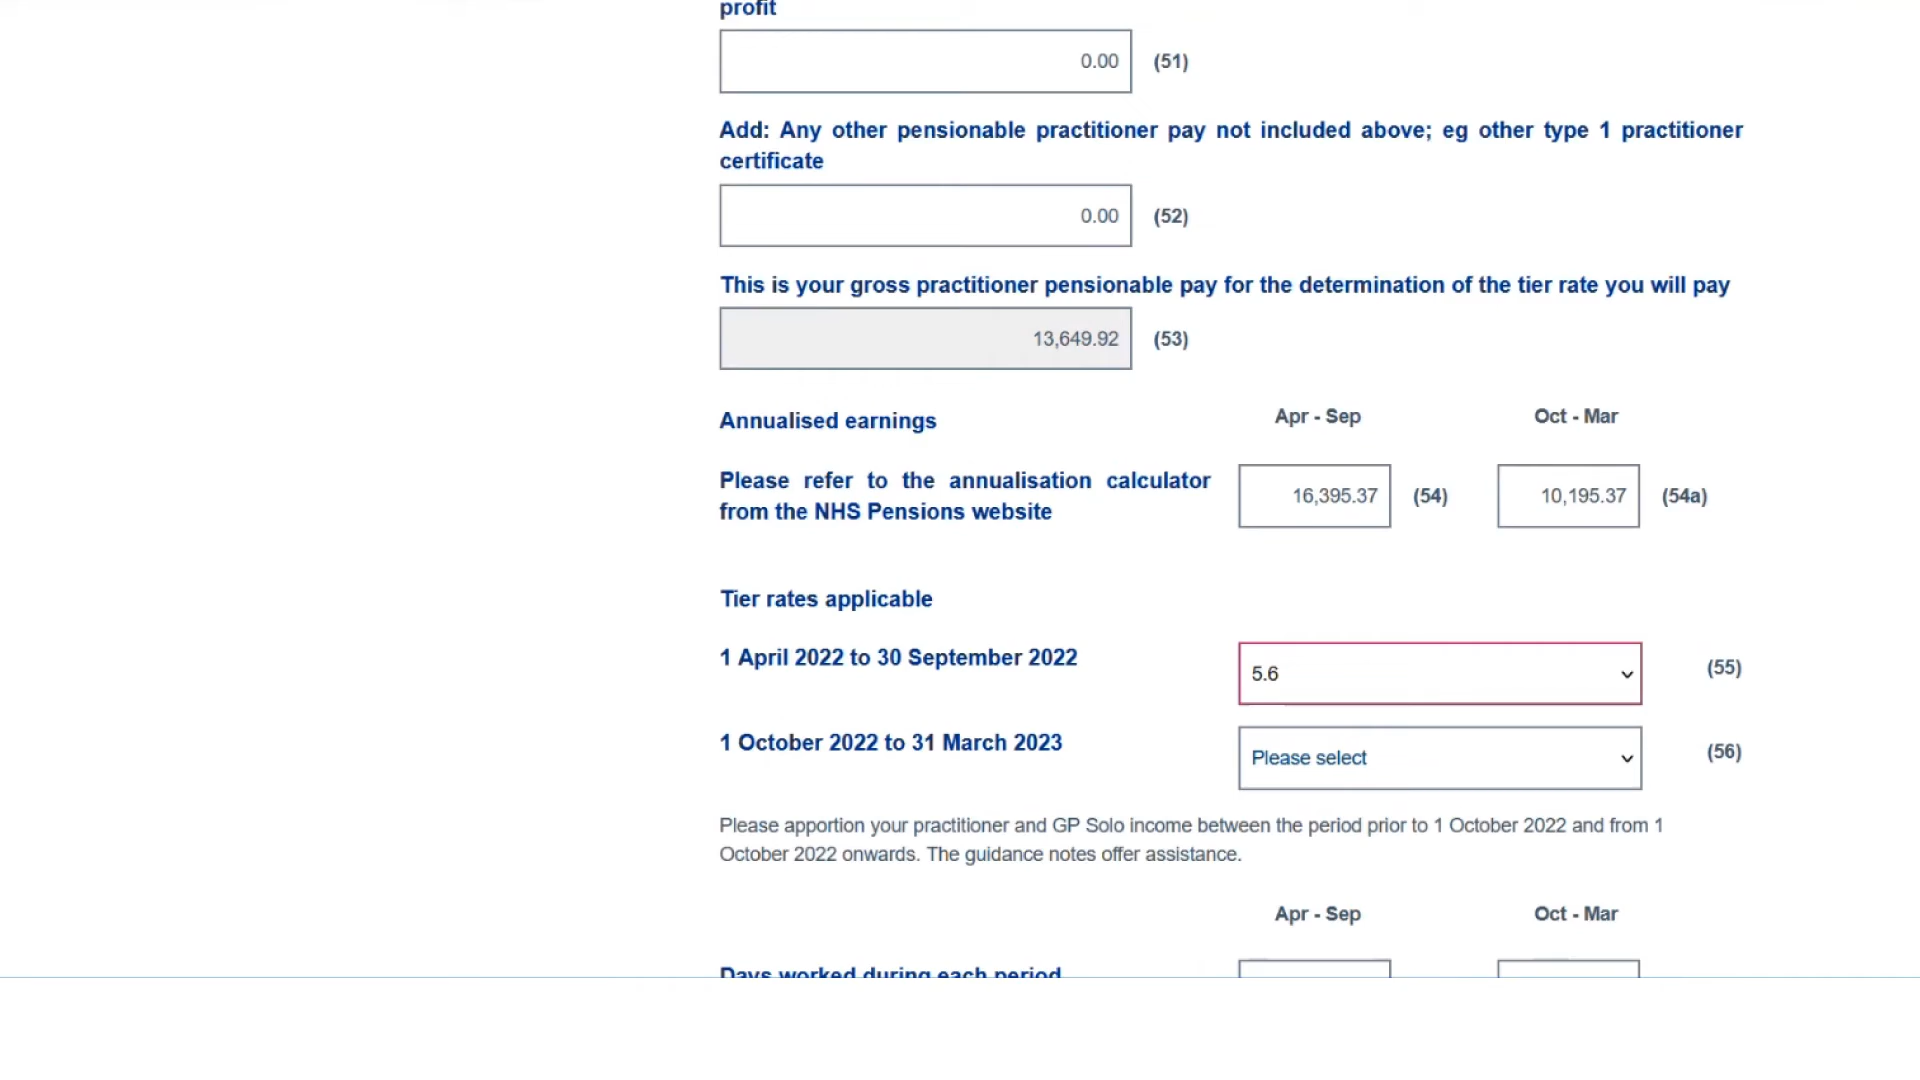 profit
0.00 (51)
Add: Any other pensionable practitioner pay not included above; eg other type 1 practitioner
certificate
0.00 (52)
This is your gross practitioner pensionable pay for the determination of the tier rate you will pay
13,649.92 (53)
Annualised earnings Apr - Sep Oct - Mar
Please refer to the annualisation calculator
from the NHS Pensions website
16,395.37 (54) 10,195.37 (54a)
Tier rates applicable
1 April 2022 to 30 September 2022 5.6 (55)
1 October 2022 to 31 March 2023 Please select (56)
Please apportion your practitioner and GP Solo income between the period prior to 1 October 2022 and from 1
October 2022 onwards. The guidance notes offer assistance.
Apr - Sep Oct - Mar
Days worked during each period